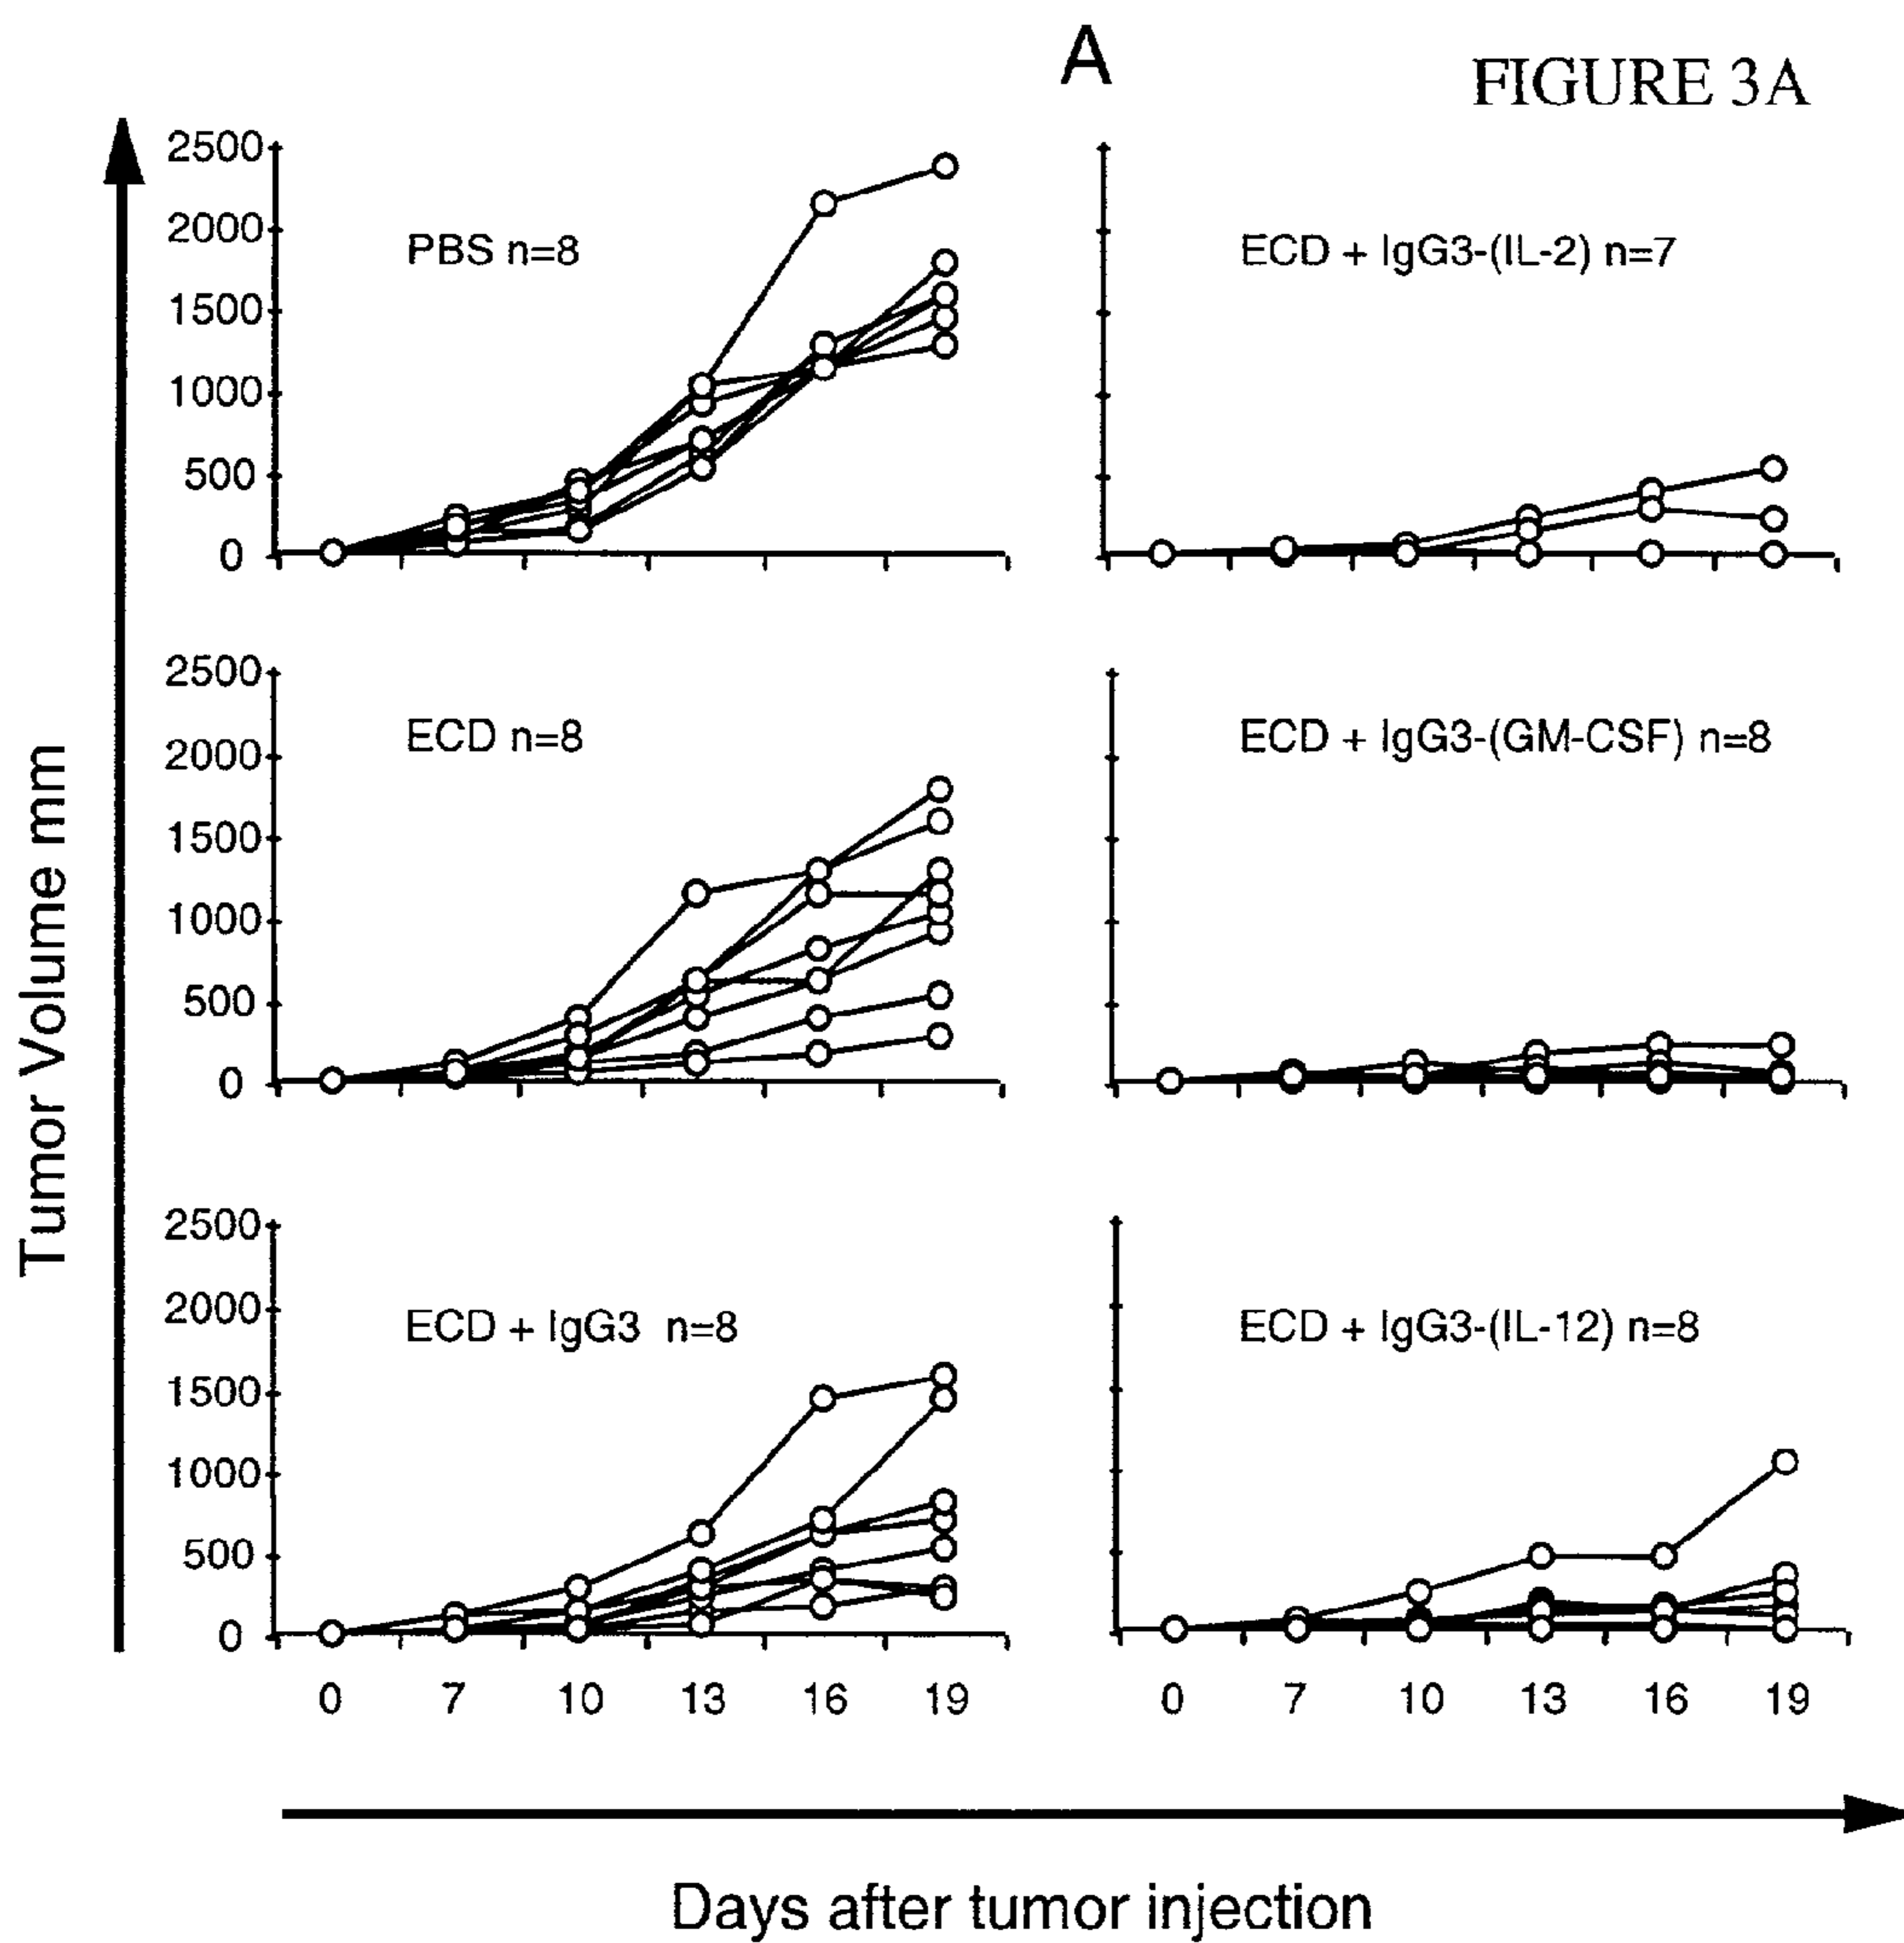 A
FIGURE 3A
2500
2000
1500
1000
500
0
PBS n=8
ECD + IgG3-(IL-2) n=7
2500
2000
1500
1000
500
0
ECD n=8
ECD + IgG3-(GM-CSF) n=8
2500
2000
1500
1000
500
0
ECD + IgG3 n=8
ECD + IgG3-(IL-12) n=8
0 7 10 13 16 19
0 7 10 13 16 19
Tumor Volume mm
Days after tumor injection